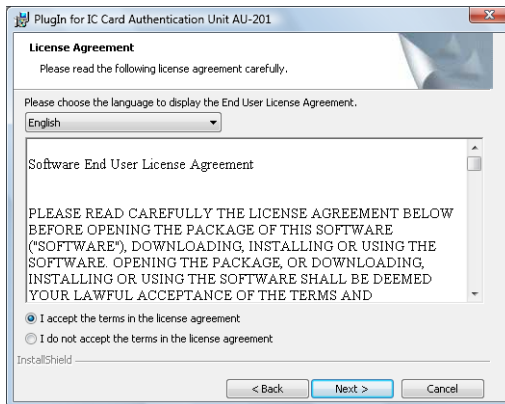 PlugIn for IC Card Authentication Unit AU-201
License Agreement
Please read the following license agreement carefully.
Please choose the language to display the End User License Agreement.
English
Software End User License Agreement
PLEASE READ CAREFULLY THE LICENSE AGREEMENT BELOW
BEFORE OPENING THE PACKAGE OF THIS SOFTWARE
("SOFTWARE"), DOWNLOADING, INSTALLING OR USING THE
SOFTWARE. OPENING THE PACKAGE, OR DOWNLOADING,
INSTALLING OR USING THE SOFTWARE SHALL BE DEEMED
YOUR LAWFUL ACCEPTANCE OF THE TERMS AND
I accept the terms in the license agreement
I do not accept the terms in the license agreement
InstallShield
< Back
Next >
Cancel